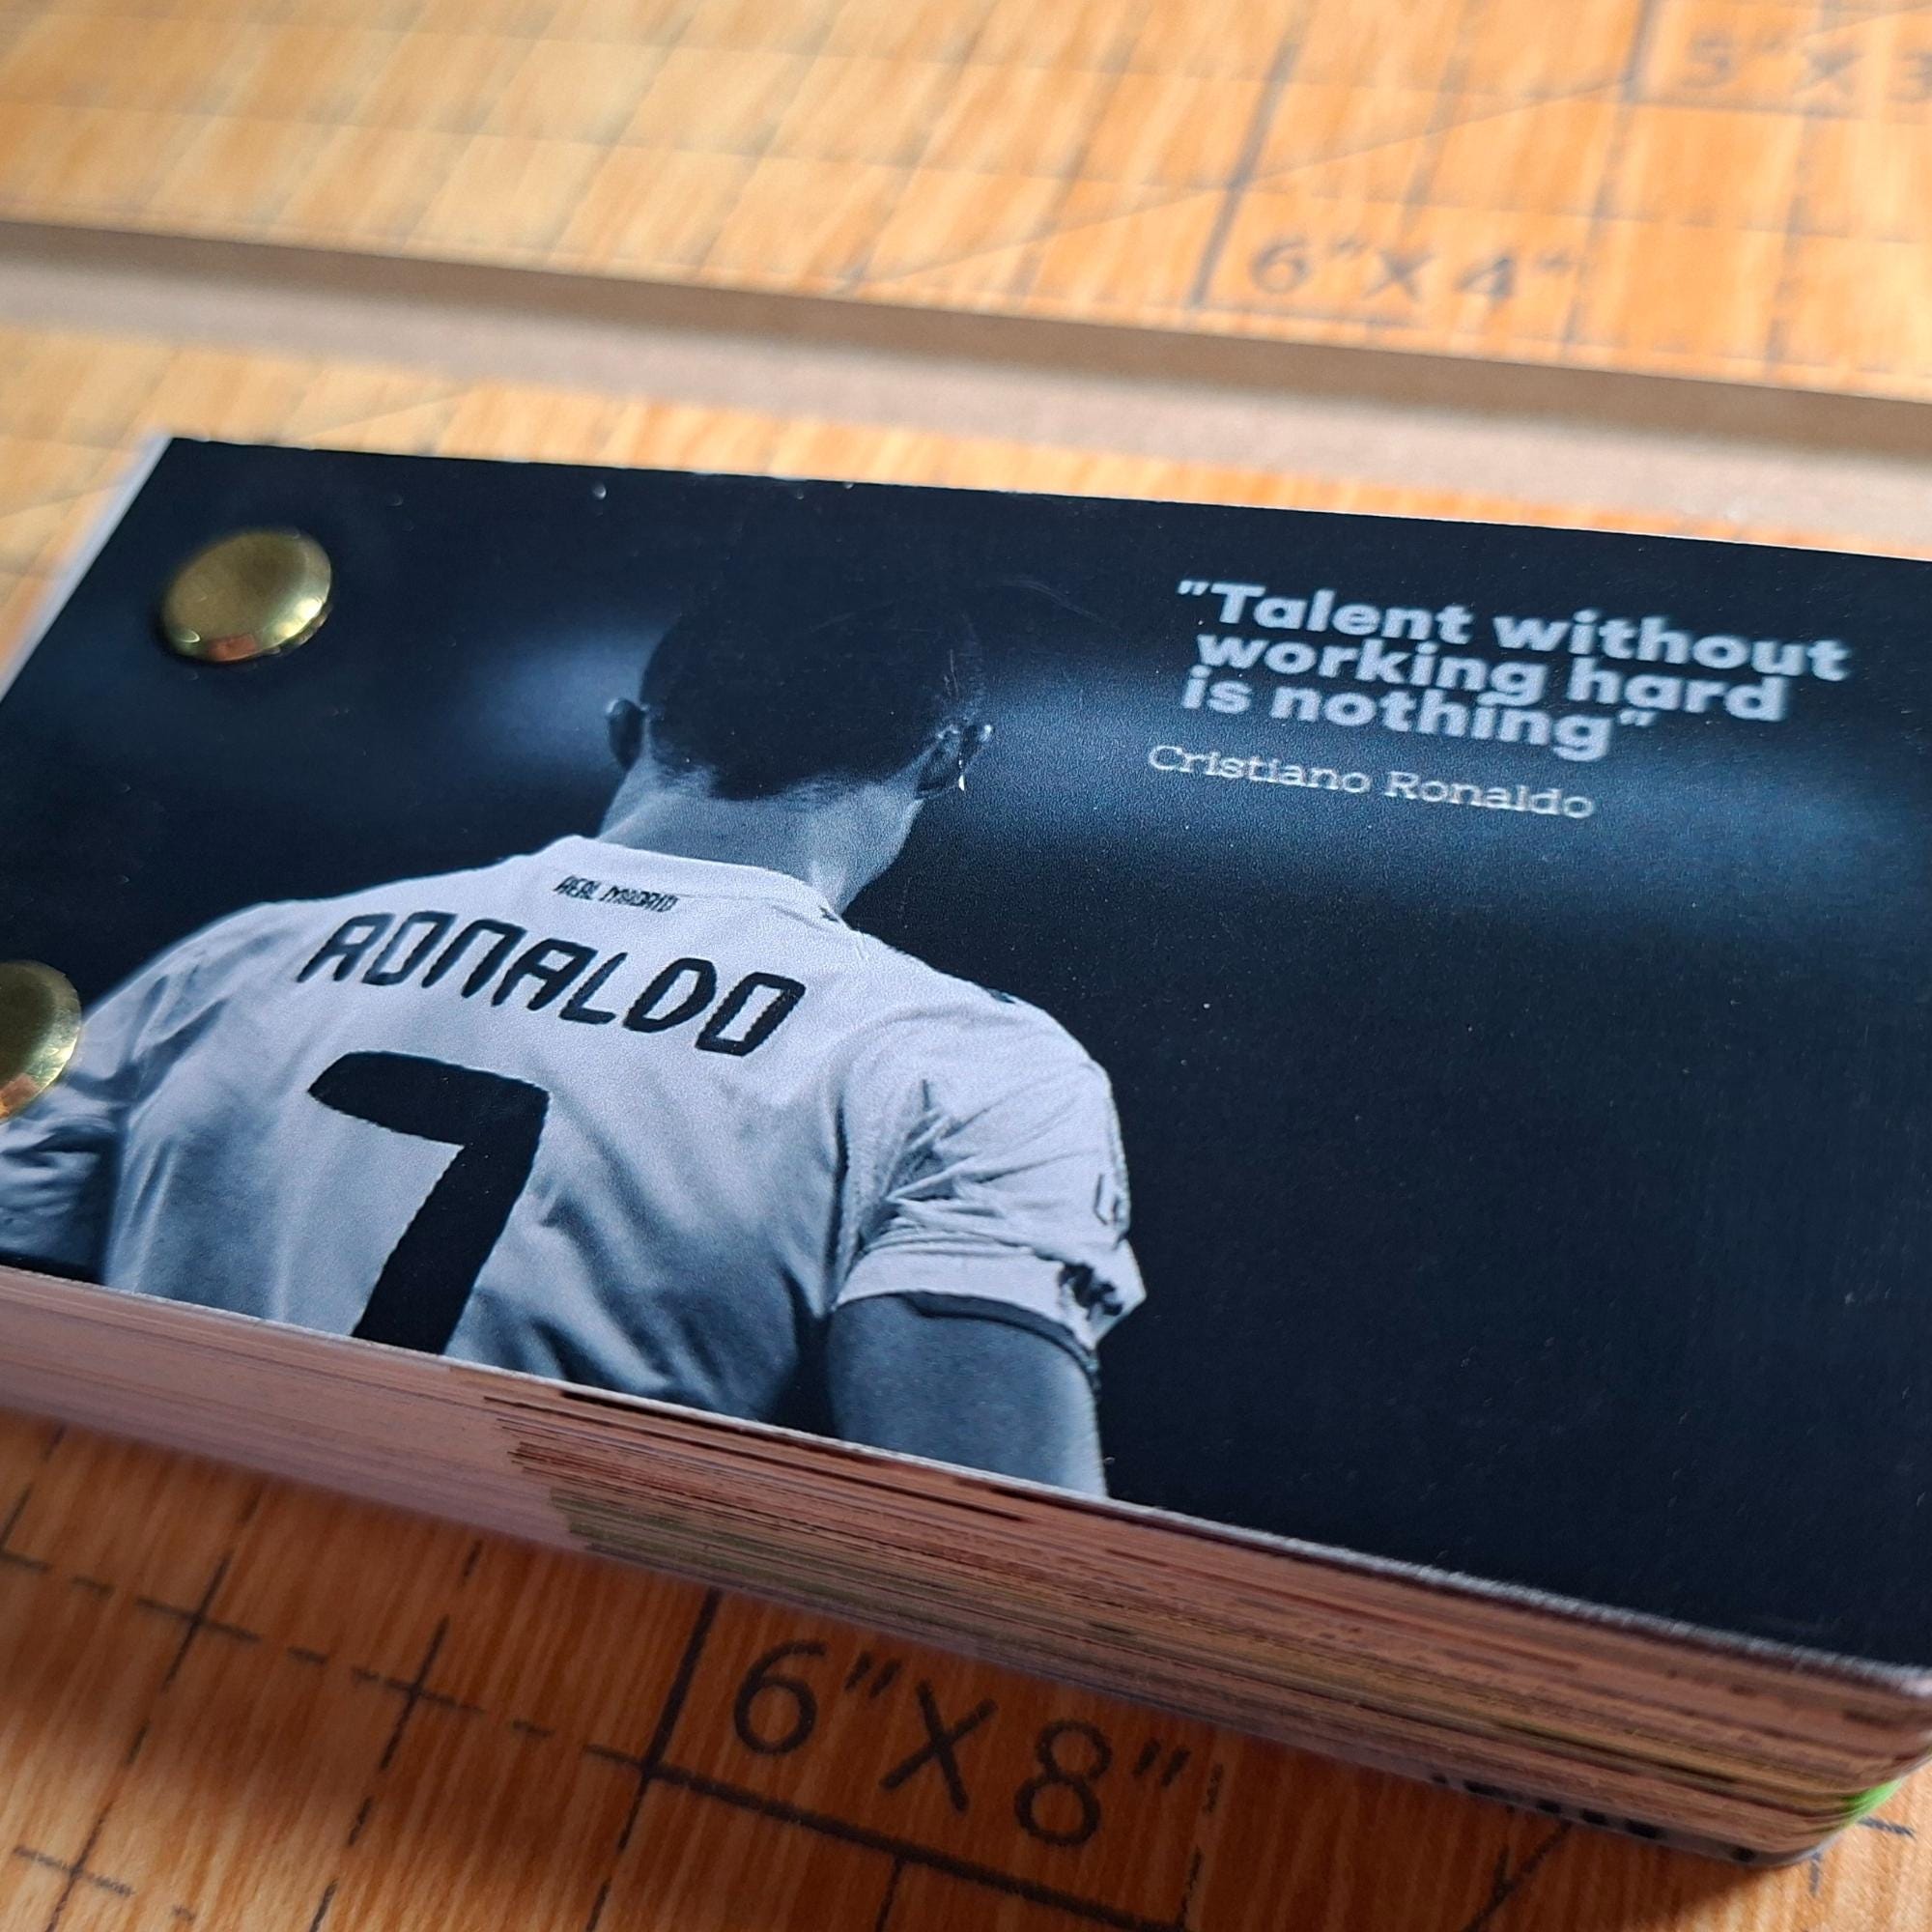 6"X4"
"Talent without
working hard
is nothing"
Cristiano Ronaldo
REAL MADRID
RONALDO
7
6"X8"